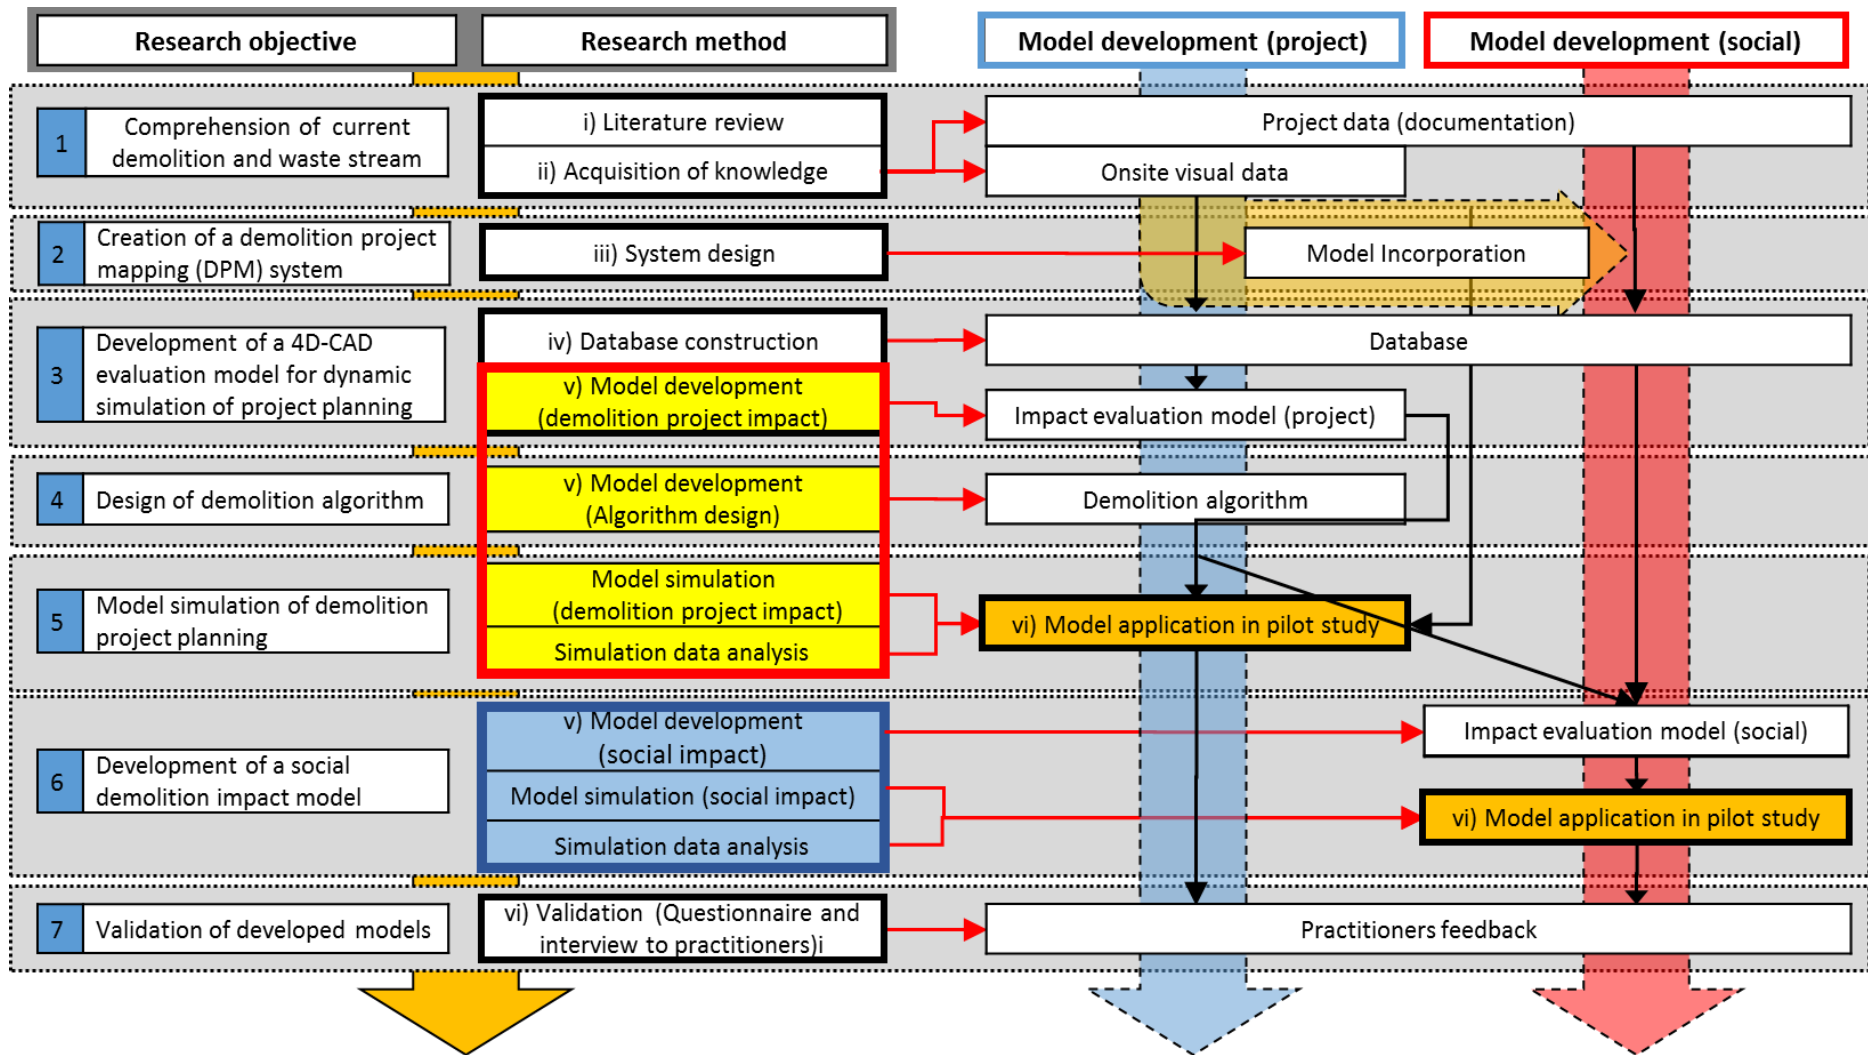 Research objective
Research method
Model development (project)
Model development (social)
1
Comprehension of current
demolition and waste stream
i) Literature review
ii) Acquisition of knowledge
Project data (documentation)
Onsite visual data
2
Creation of a demolition project
mapping (DPM) system
iii) System design
Model Incorporation
3
Development of a 4D-CAD
evaluation model for dynamic
simulation of project planning
iv) Database construction
v) Model development
(demolition project impact)
Database
Impact evaluation model (project)
4
Design of demolition algorithm
v) Model development
(Algorithm design)
Demolition algorithm
5
Model simulation of demolition
project planning
Model simulation
(demolition project impact)
Simulation data analysis
vi) Model application in pilot study
6
Development of a social
demolition impact model
v) Model development
(social impact)
Model simulation (social impact)
Simulation data analysis
Impact evaluation model (social)
vi) Model application in pilot study
7
Validation of developed models
vi) Validation (Questionnaire and
interview to practitioners)i
Practitioners feedback